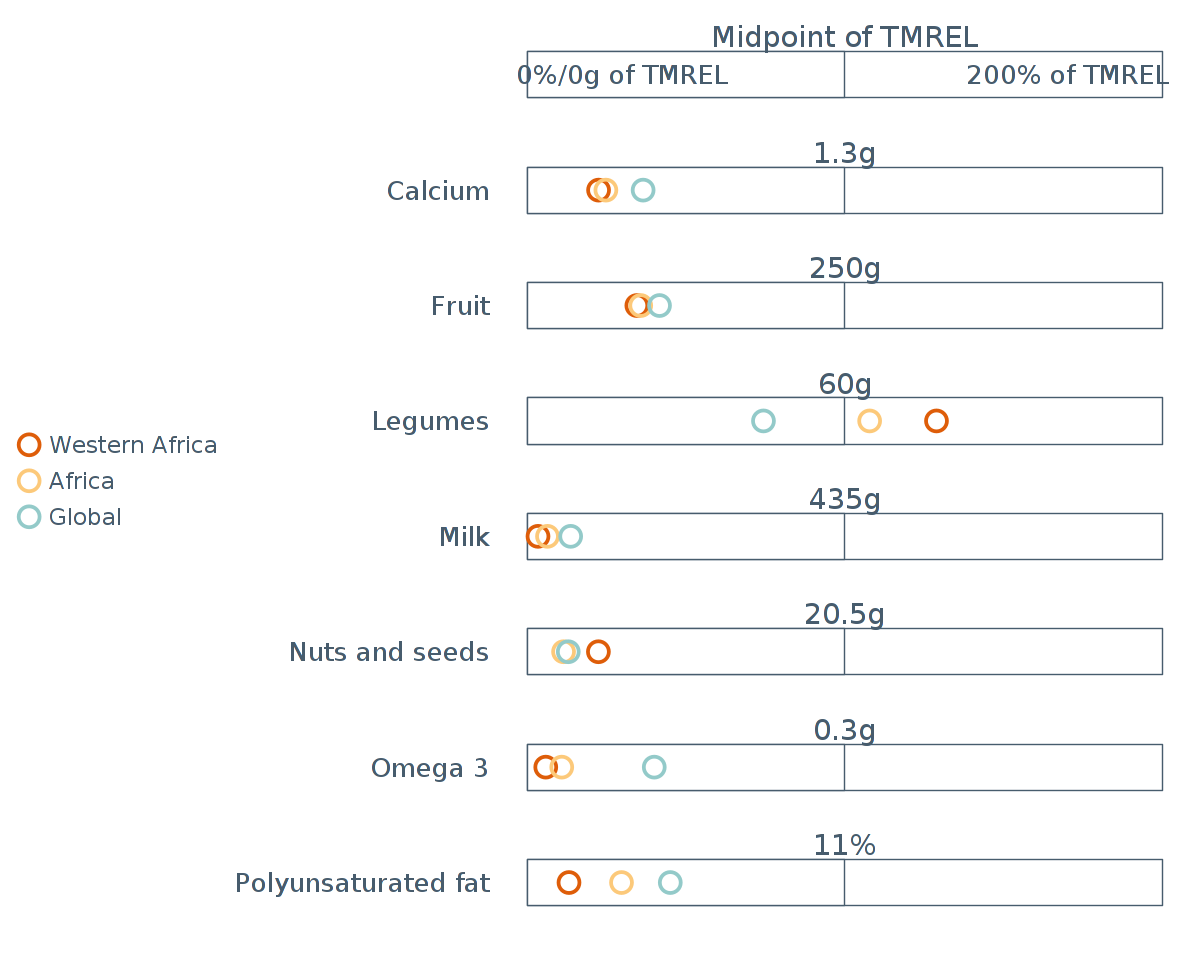 Midpoint of TMREL
0%/0g of TMREL
200% of TMREL
1.3g
Calcium
250g
Fruit
60g
Legumes
Western Africa
Africa
Global
435g
Milk
20.5g
Nuts and seeds
0.3g
Omega 3
11%
Polyunsaturated fat